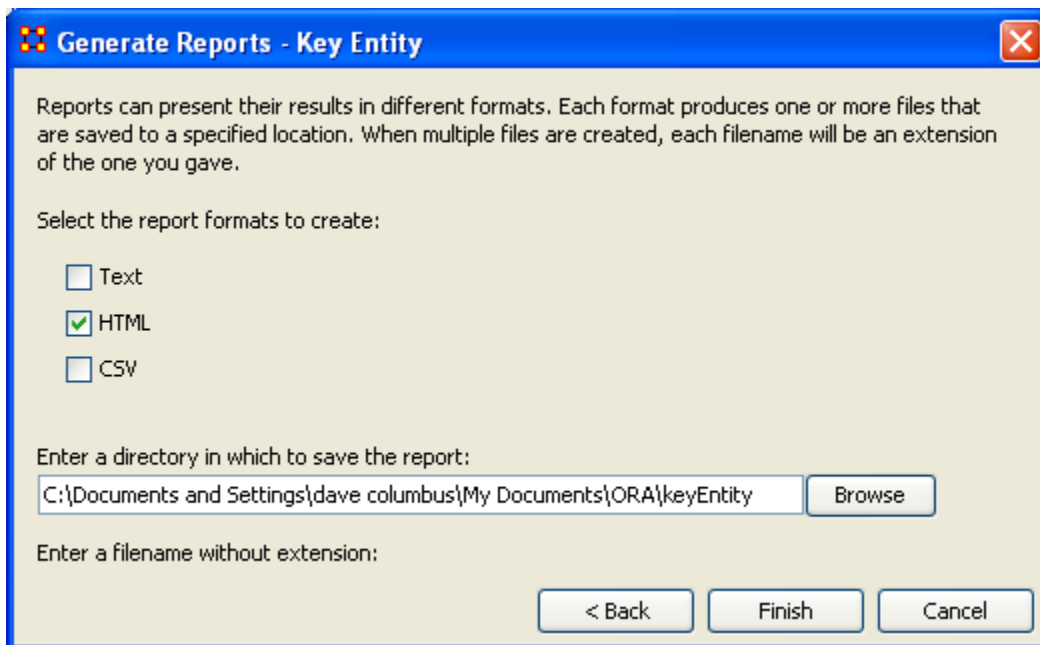 Generate Reports - Key Entity
Reports can present their results in different formats. Each format produces one or more files that
are saved to a specified location. When multiple files are created, each filename will be an extension
of the one you gave.
Select the report formats to create:
Text
HTML
CSV
Enter a directory in which to save the report:
C:\Documents and Settings\dave columbus\My Documents\ORA\keyEntity Browse
Enter a filename without extension:
< Back Finish Cancel